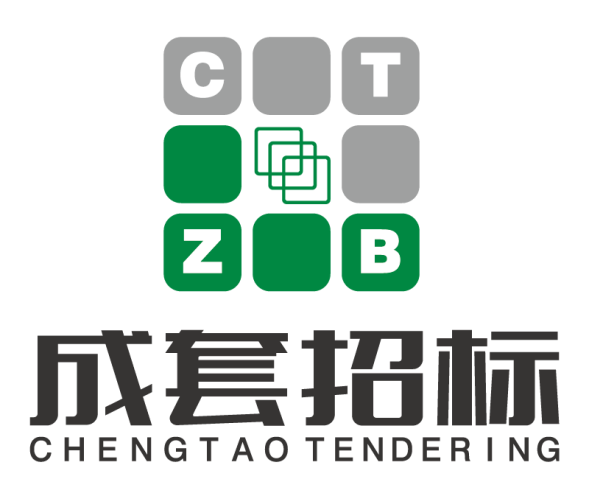 C T
Z B
成套招标
CHENGTAO TENDERING